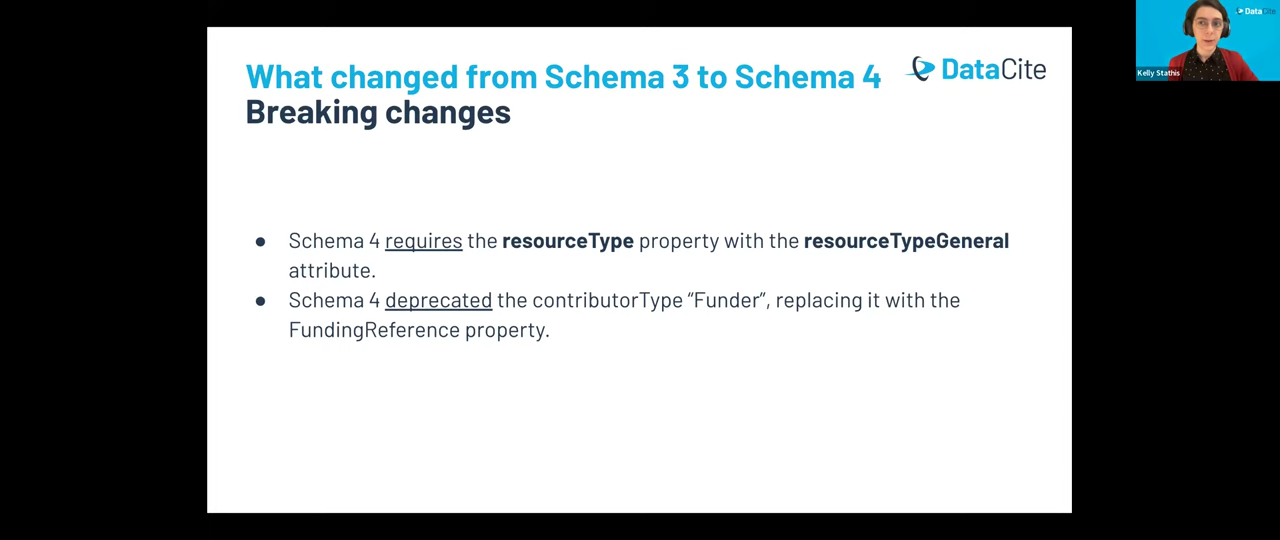 What changed from Schema 3 to Schema 4
Breaking changes
DataCite
● Schema 4 requires the resourceType property with the resourceTypeGeneral
attribute.
● Schema 4 deprecated the contributorType “Funder”, replacing it with the
FundingReference property.
DataCite
Kelly Stathis